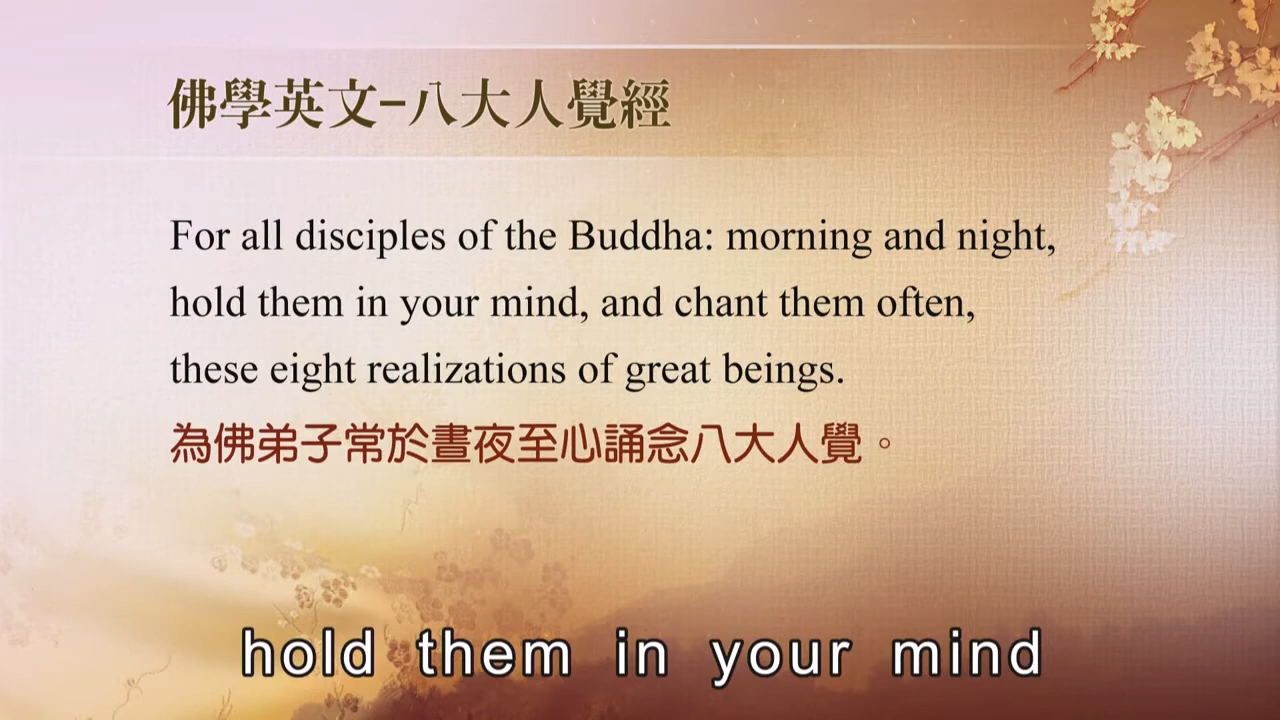 佛學英文-八大人覺經
For all disciples of the Buddha: morning and night,
hold them in your mind, and chant them often,
these eight realizations of great beings.
為佛弟子常於晝夜至心誦念八大人覺。
hold them in your mind